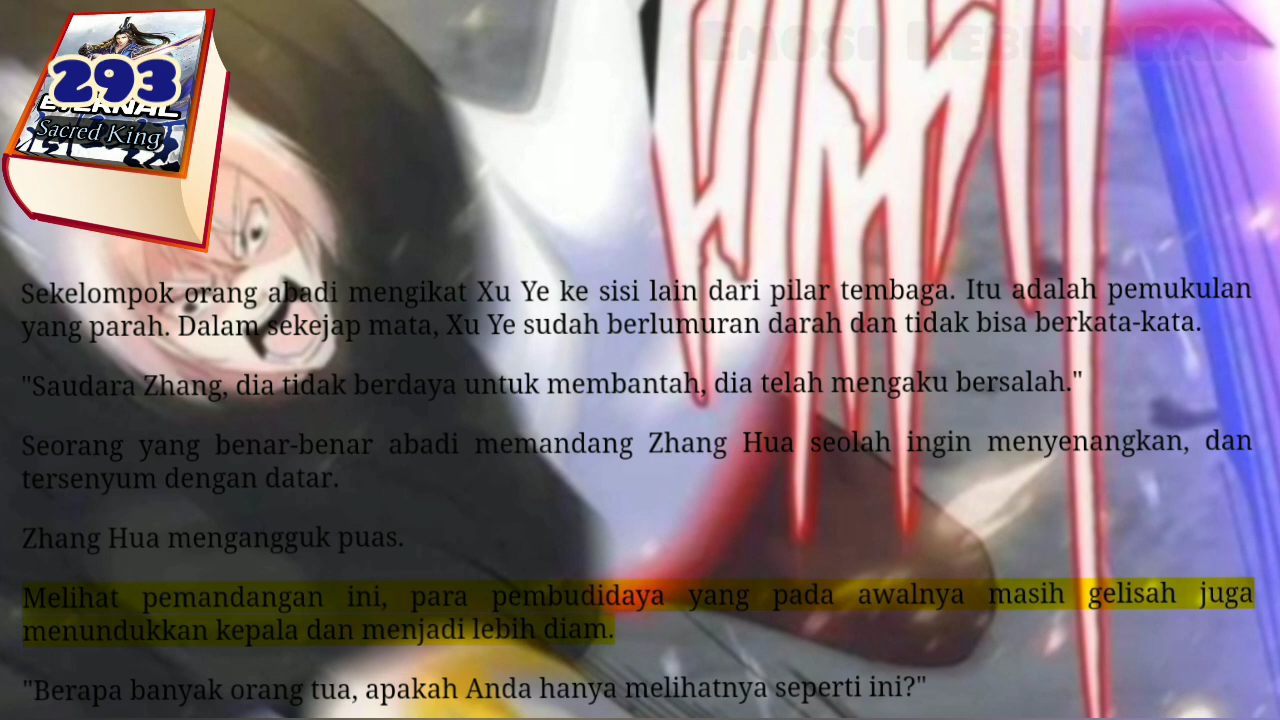 EMOSI KEBENARAN
293
ETERNAL
Sacred King
Sekelompok orang abadi mengikat Xu Ye ke sisi lain dari pilar tembaga. Itu adalah pemukulan
yang parah. Dalam sekejap mata, Xu Ye sudah berlumuran darah dan tidak bisa berkata-kata.
"Saudara Zhang, dia tidak berdaya untuk membantah, dia telah mengaku bersalah."
Seorang yang benar-benar abadi memandang Zhang Hua seolah ingin menyenangkan, dan
tersenyum dengan datar.
Zhang Hua mengangguk puas.
Melihat pemandangan ini, para pembudidaya yang pada awalnya masih gelisah juga
menundukkan kepala dan menjadi lebih diam.
"Berapa banyak orang tua, apakah Anda hanya melihatnya seperti ini?"